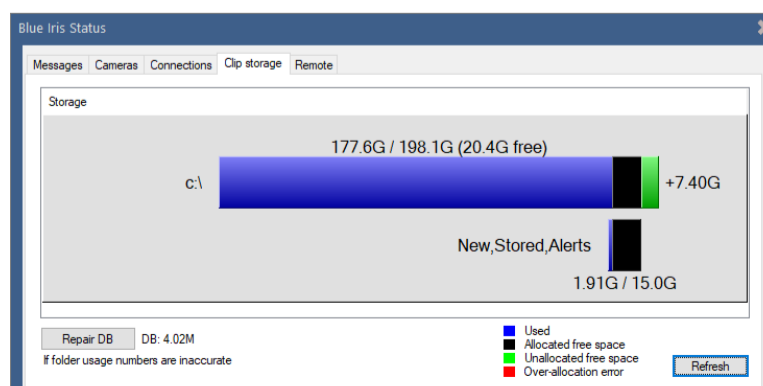 Blue Iris Status
Messages Cameras Connections Clip storage Remote
Storage
177.6G / 198.1G (20.4G free)
c:\ +7.40G
New,Stored,Alerts
1.91G / 15.0G
Repair DB DB: 4.02M
If folder usage numbers are inaccurate
Used
Allocated free space
Unallocated free space
Over-allocation error
Refresh